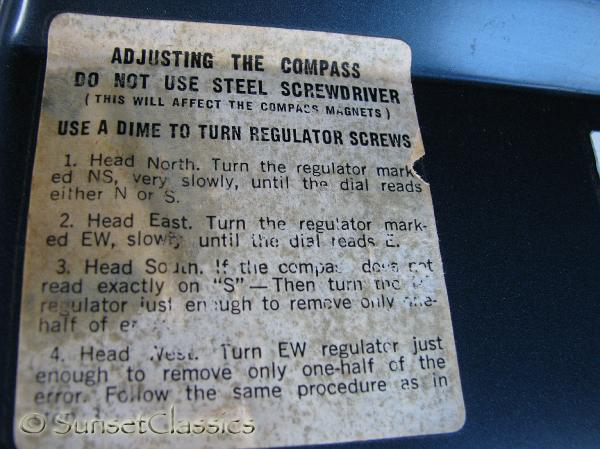 ADJUSTING THE COMPASS
DO NOT USE STEEL SCREWDRIVER
(THIS WILL AFFECT THE COMPASS MAGNETS)
USE A DIME TO TURN REGULATOR SCREWS
1. Head North. Turn the regulator mark-
ed NS, very slowly, until the dial reads
either N or S.
2. Head East. Turn the regulator mark-
ed EW, slowly until the dial reads E.
3. Head South. If the compass does not
read exactly on "S"—Then turn the
regulator just enough to remove only one-
half of
4. Head West. Turn EW regulator just
enough to remove only one-half of the
error. Follow the same procedure as in
© SunsetClassics